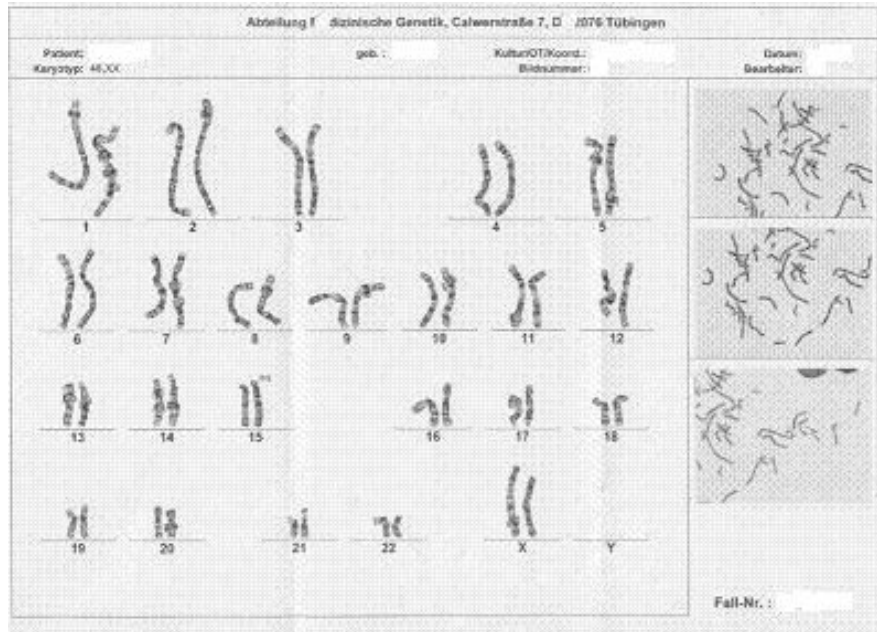 Abteilung dizinische Genetik, Calwerstraße 7, D /076 Tübingen
Patient: geb. : Kultur/OT/Koord.: Datum:
Karyotyp: 46,XX Bildnummer: Bearbeiter:
1 2 3 4 5
6 7 8 9 10 11 12
13 14 15 16 17 18
19 20 21 22 X Y
Fall-Nr. :